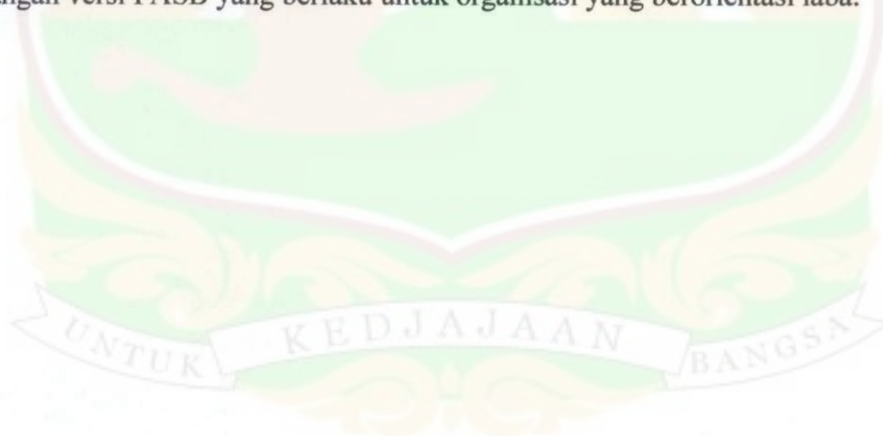 ngan versi FASB yang berlaku untuk organisasi yang berorientasi laba.
UNTUK KEDJAJAAN BANGSA